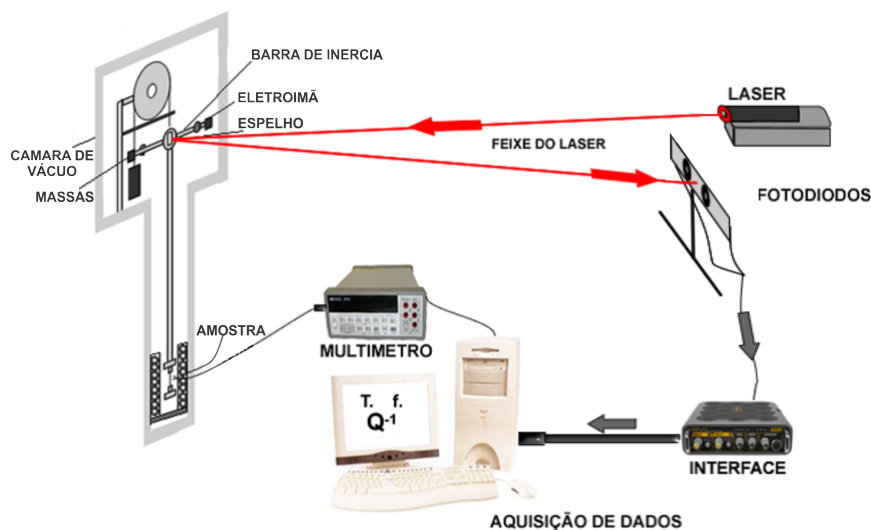 BARRA DE INERCIA
ELETROIMÃ
ESPELHO
CAMARA DE
VÁCUO
MASSAS
LASER
FEIXE DO LASER
FOTODIODOS
AMOSTRA
MULTIMETRO
T. f.
Q-1
INTERFACE
AQUISIÇÃO DE DADOS